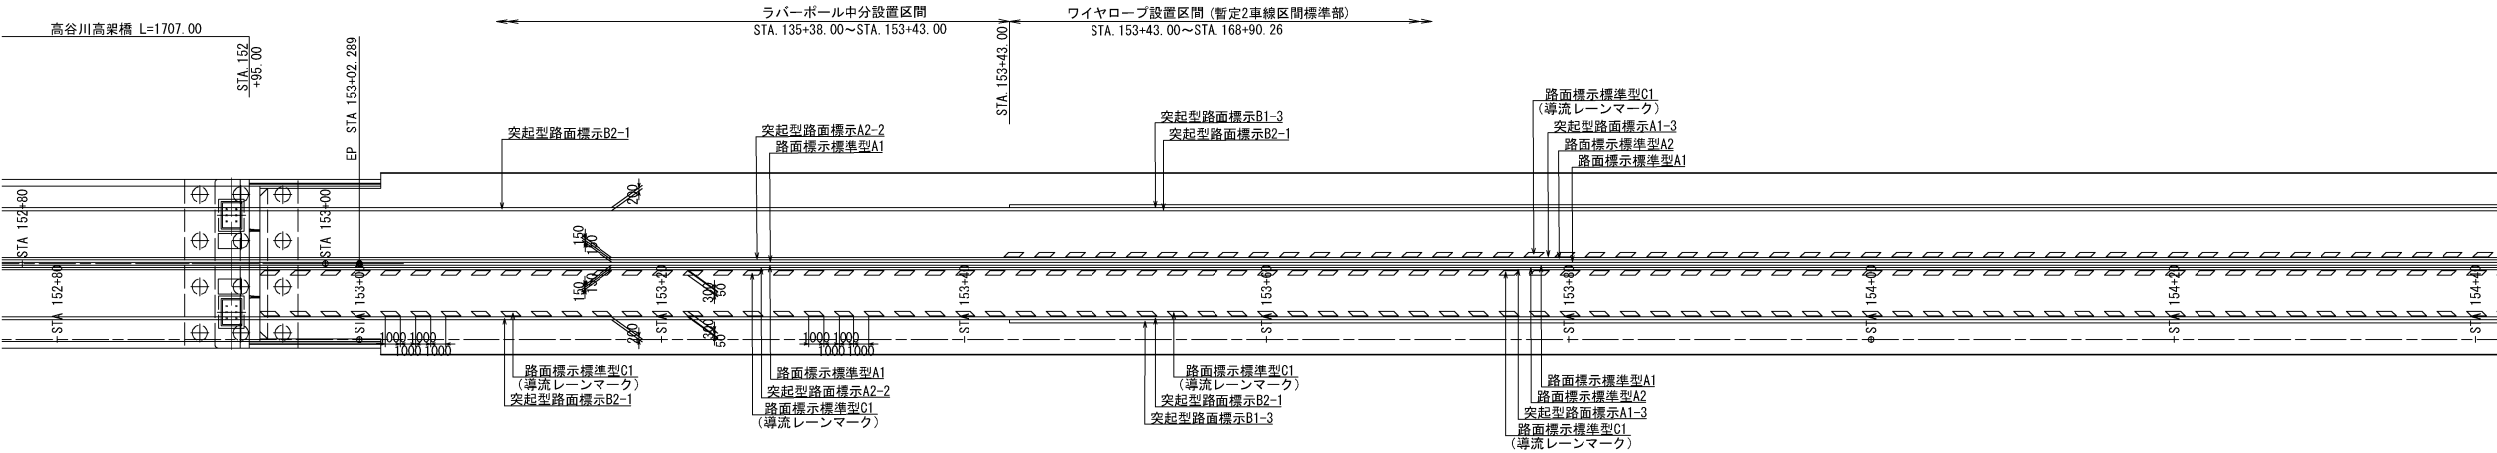 高谷川高架橋 L=1707.00
STA.152
+95.00
EP STA 153+02.289
ラバーポール中分設置区間
STA.135+38.00～STA.153+43.00
ワイヤロープ設置区間 (暫定2車線区間標準部)
STA.153+43.00～STA.168+90.26
STA.153+43.00
突起型路面標示B2-1
突起型路面標示A2-2
路面標示標準型A1
突起型路面標示B1-3
突起型路面標示B2-1
路面標示標準型C1
(導流レーンマーク)
突起型路面標示A1-3
路面標示標準型A2
路面標示標準型A1
STA 152+80
STA 153+00
200
150
150
STA 152+80
STA 153+00
150
150
STA 153+20
300
50
STA 153+40
STA 153+60
STA 153+80
STA 154+00
STA 154+20
STA 154+40
1000 1000
1000 1000
200
300
50
1000 1000
1000 1000
路面標示標準型C1
(導流レーンマーク)
突起型路面標示B2-1
路面標示標準型A1
突起型路面標示A2-2
路面標示標準型C1
(導流レーンマーク)
路面標示標準型C1
(導流レーンマーク)
突起型路面標示B2-1
突起型路面標示B1-3
路面標示標準型A1
路面標示標準型A2
突起型路面標示A1-3
路面標示標準型C1
(導流レーンマーク)